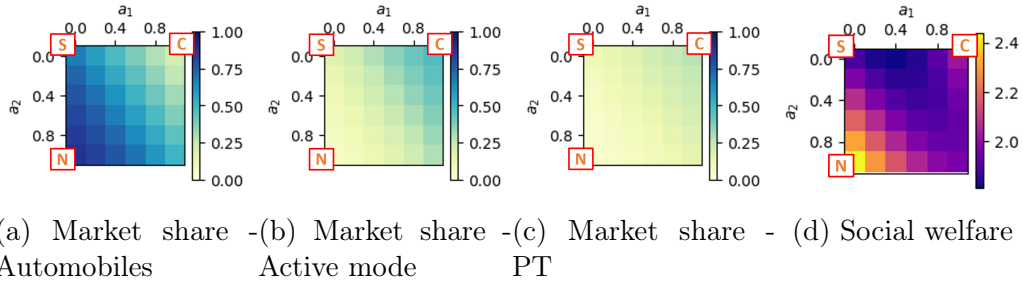 a1 a1 a1 a1
0.0 0.4 0.8 0.0 0.4 0.8 0.0 0.4 0.8 0.0 0.4 0.8
S C 1.00 S C 1.00 S C 1.00 S C 2.4
0.0 0.0 0.0 0.0
0.75 0.75 0.75
a2 0.4 0.50 a2 0.4 0.50 a2 0.4 0.50 a2 0.4 2.2
0.8 0.25 0.8 0.25 0.8 0.25 0.8 2.0
N 0.00 N 0.00 N 0.00 N
(a) Market share - (b) Market share - (c) Market share - (d) Social welfare
Automobiles Active mode PT